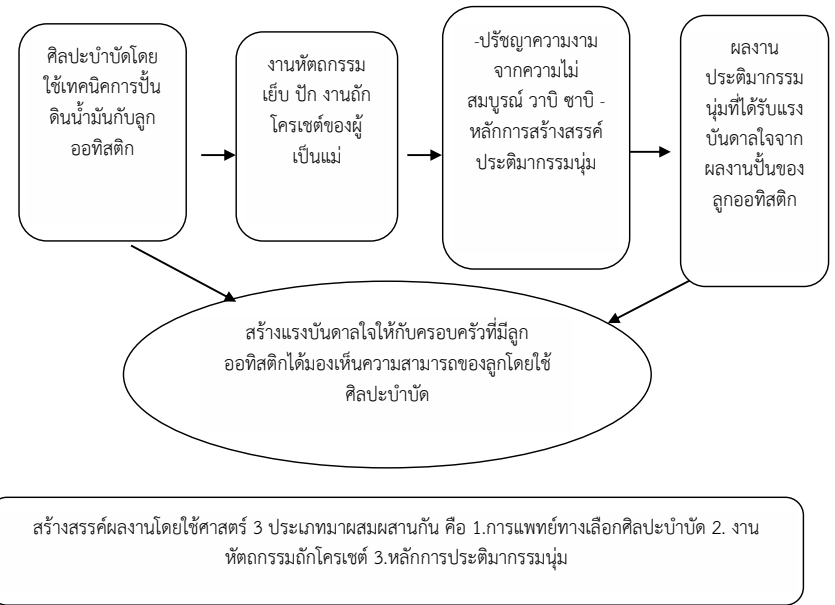 ศิลปะบำบัดโดย
ใช้เทคนิคการปั้น
ดินน้ำมันกับลูก
ออทิสติก
งานหัตถกรรม
เย็บ ปัก งานถัก
โครเชต์ของผู้
เป็นแม่
-ปรัชญาความงาม
จากความไม่
สมบูรณ์ วาบิ ซาบิ -
หลักการสร้างสรรค์
ประติมากรรมนุ่ม
ผลงาน
ประติมากรรม
นุ่มที่ได้รับแรง
บันดาลใจจาก
ผลงานปั้นของ
ลูกออทิสติก
สร้างแรงบันดาลใจให้กับครอบครัวที่มีลูก
ออทิสติกได้มองเห็นความสามารถของลูกโดยใช้
ศิลปะบำบัด
สร้างสรรค์ผลงานโดยใช้ศาสตร์ 3 ประเภทมาผสมผสานกัน คือ 1.การแพทย์ทางเลือกศิลปะบำบัด 2. งาน
หัตถกรรมถักโครเชต์ 3.หลักการประติมากรรมนุ่ม